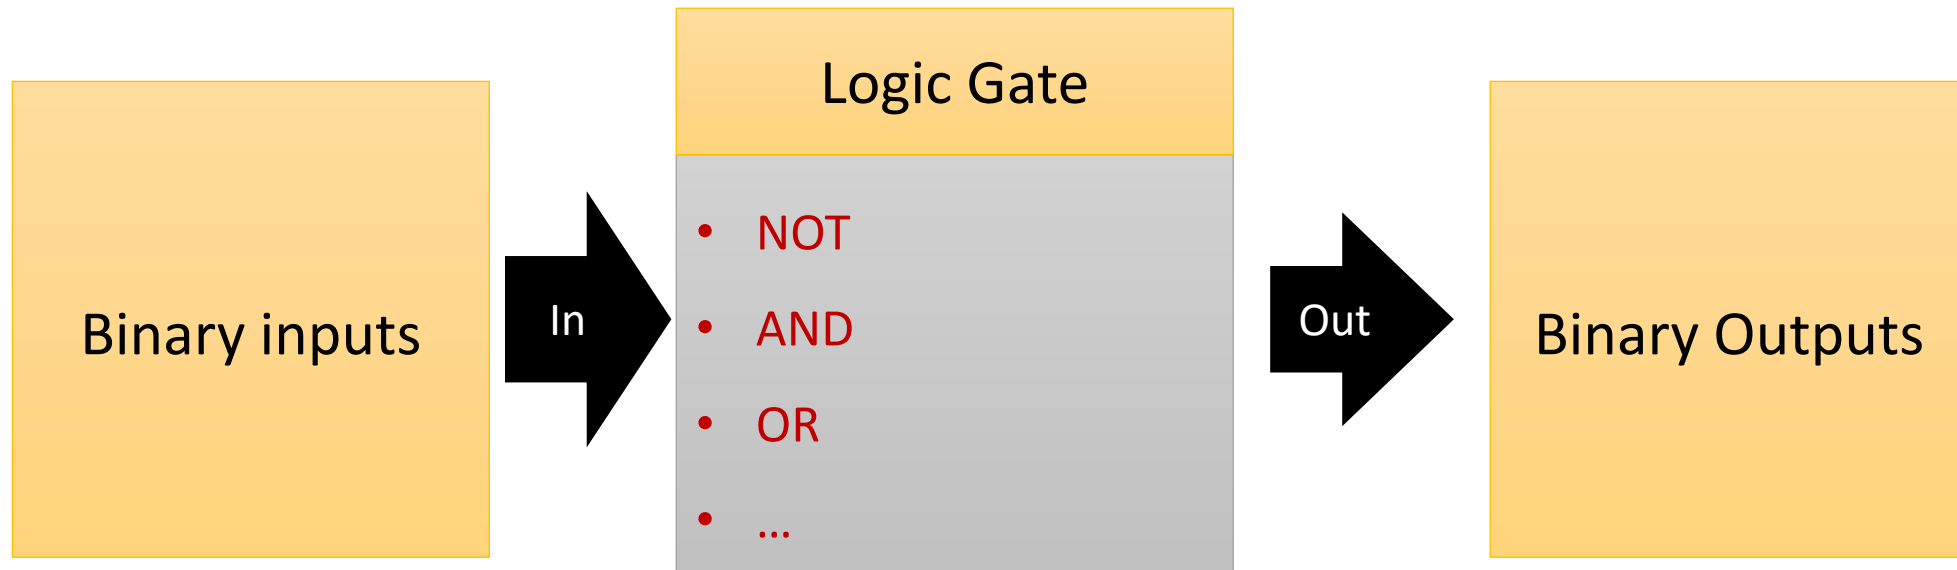 Binary inputs
In
Logic Gate
• NOT
• AND
• OR
• ...
Out
Binary Outputs